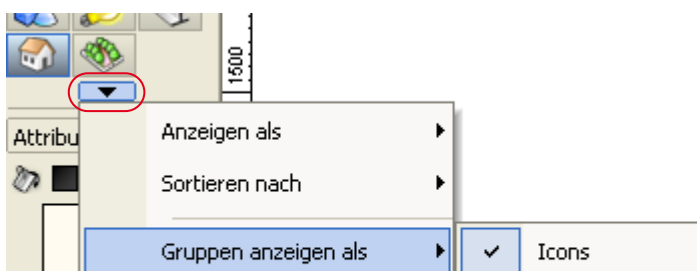 1500
Attribu
Anzeigen als
Sortieren nach
Gruppen anzeigen als
Icons